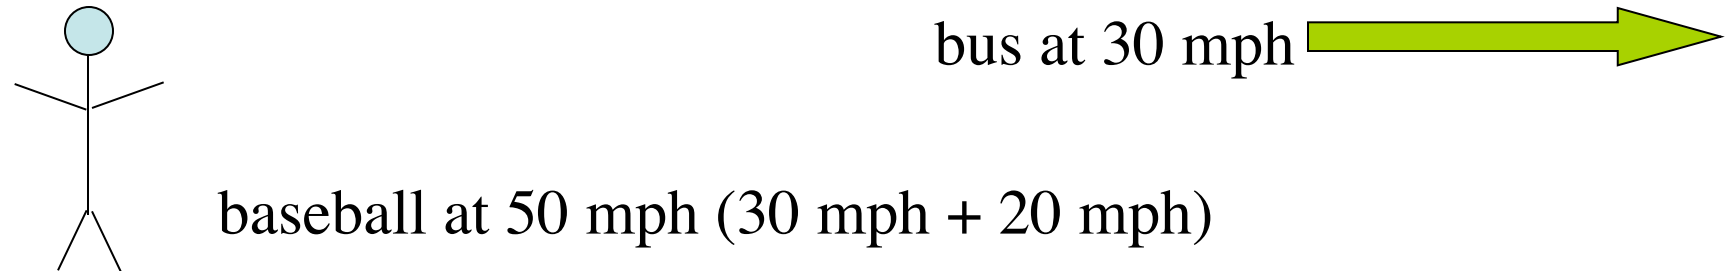 bus at 30 mph
baseball at 50 mph (30 mph + 20 mph)